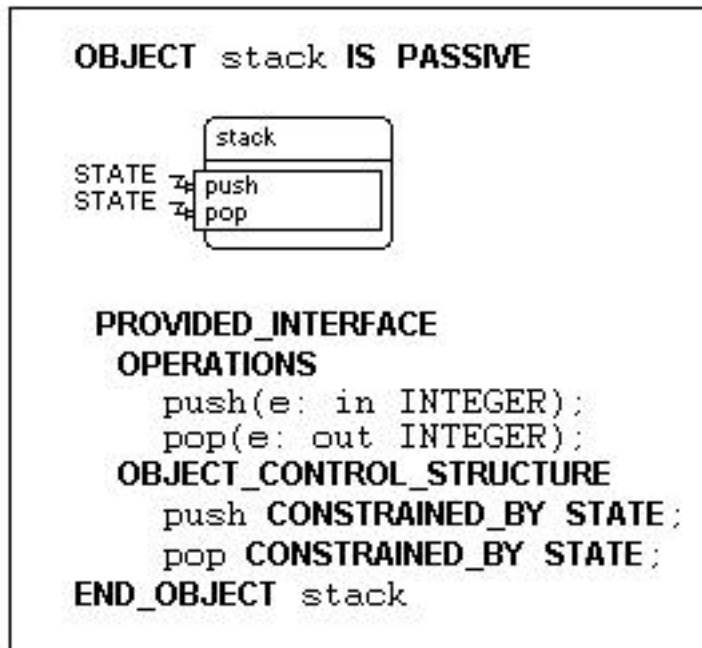 OBJECT stack IS PASSIVE
stack
STATE push
STATE pop
PROVIDED_INTERFACE
OPERATIONS
push(e: in INTEGER);
pop(e: out INTEGER);
OBJECT_CONTROL_STRUCTURE
push CONSTRAINED_BY STATE;
pop CONSTRAINED_BY STATE;
END_OBJECT stack